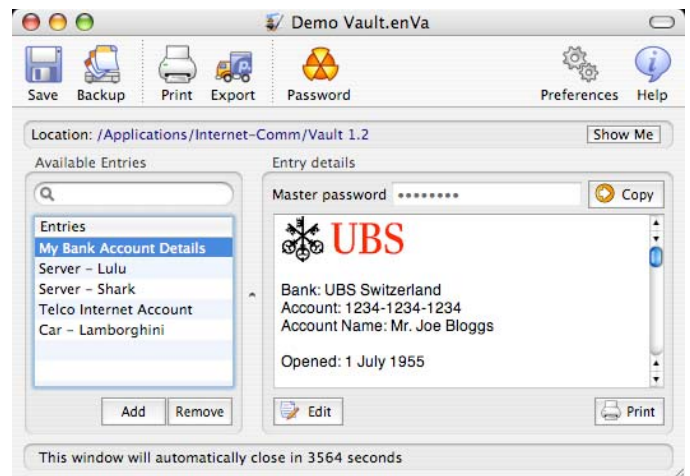 Demo Vault.enVa
Save Backup Print Export Password Preferences Help
Location: /Applications/Internet-Comm/Vault 1.2 Show Me
Available Entries
Entries
My Bank Account Details
Server – Lulu
Server – Shark
Telco Internet Account
Car – Lamborghini
Add Remove
Entry details
Master password •••••••• Copy
UBS
Bank: UBS Switzerland
Account: 1234-1234-1234
Account Name: Mr. Joe Bloggs
Opened: 1 July 1955
Edit Print
This window will automatically close in 3564 seconds